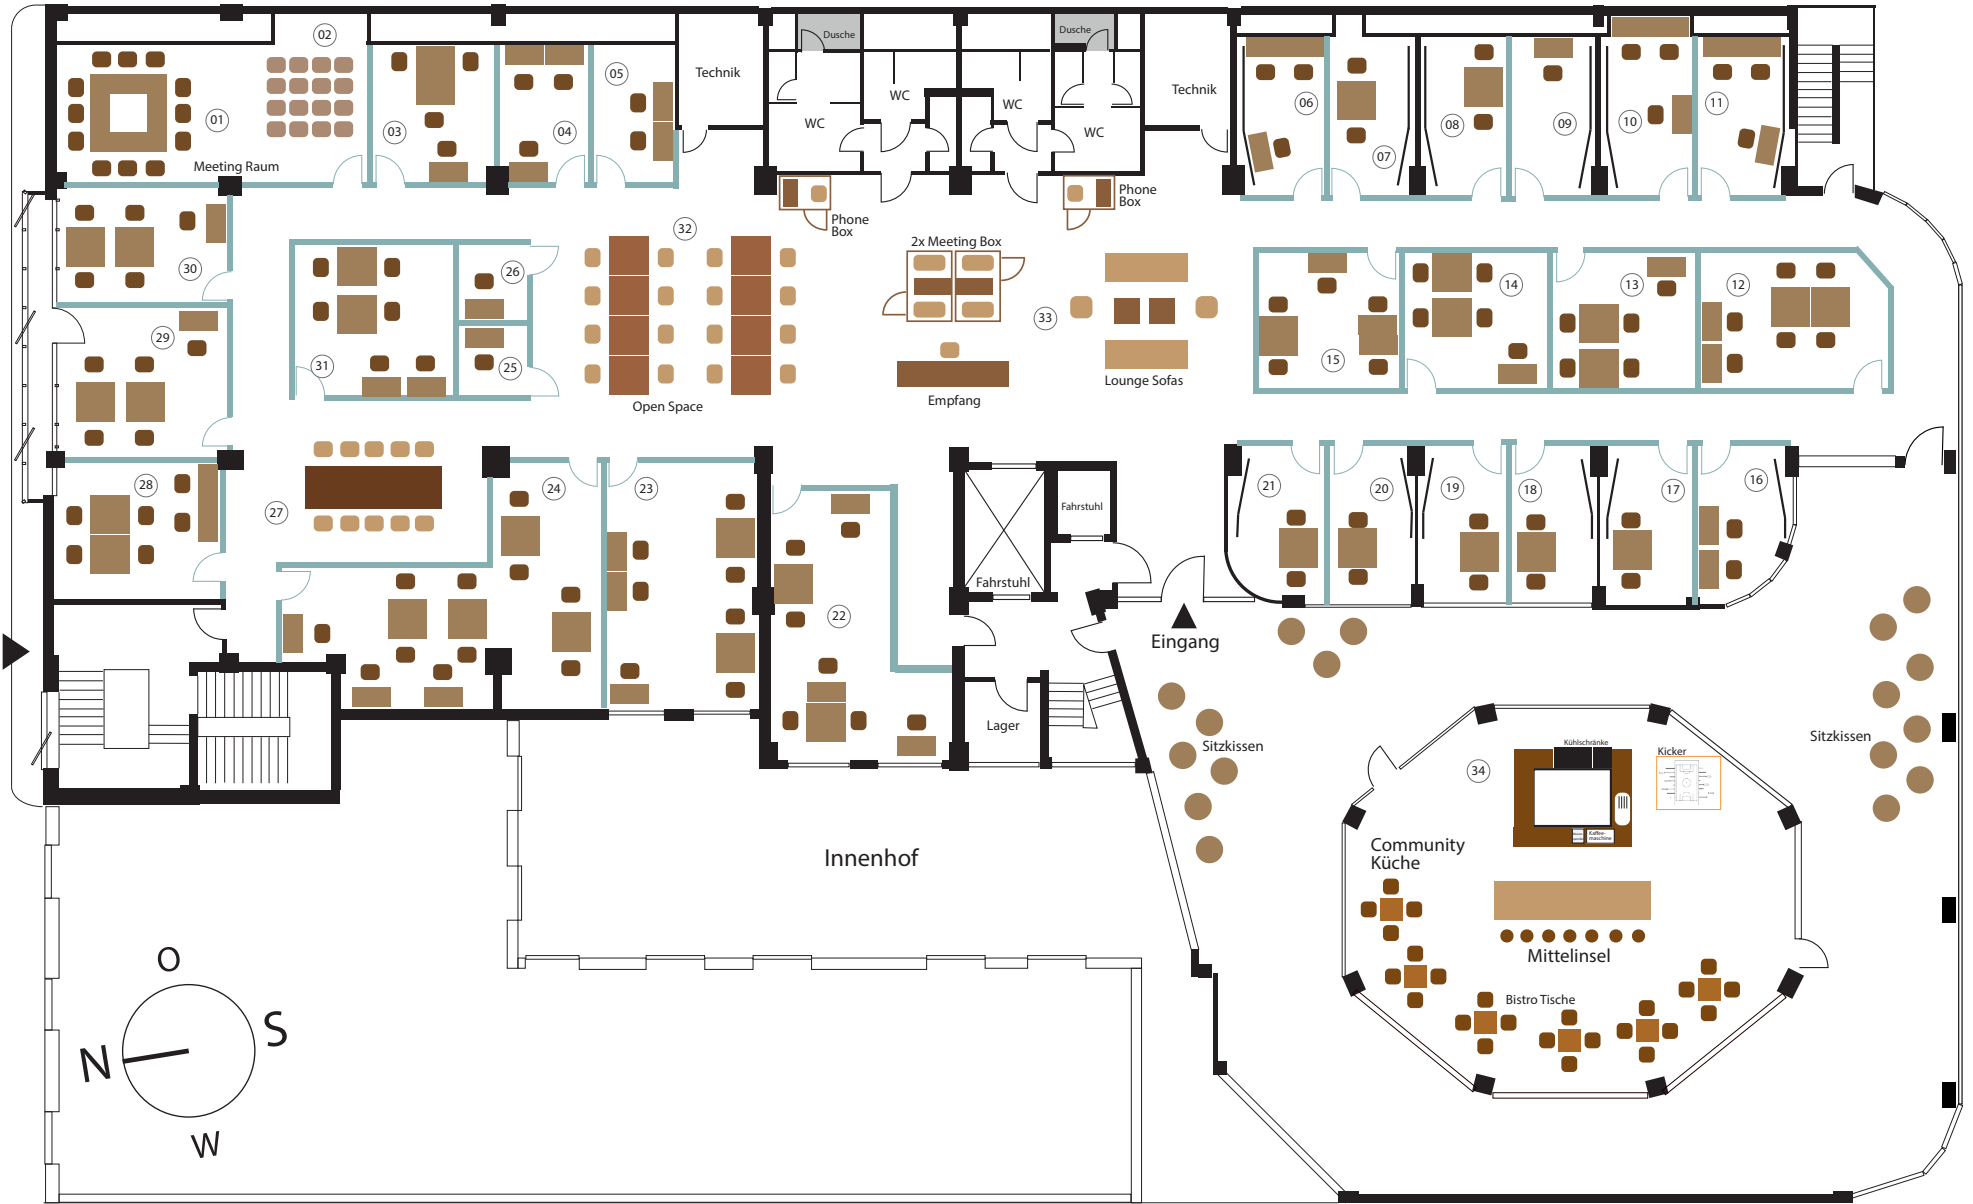 02
Dusche
Dusche
05
Technik
WC
WC
Technik
06
11
01
03
04
WC
WC
08
09
10
07
Meeting Raum
Phone
Box
Phone
Box
32
2x Meeting Box
30
26
14
13
12
33
29
31
25
15
Open Space
Empfang
Lounge Sofas
28
27
24
23
21
20
19
18
17
16
Fahrstuhl
Fahrstuhl
22
Eingang
Lager
Sitzkissen
Sitzkissen
34
Kühlschränke
Kicker
Kaffee-
maschine
Community
Küche
Innenhof
Mittelinsel
Bistro Tische
O
S
N
W